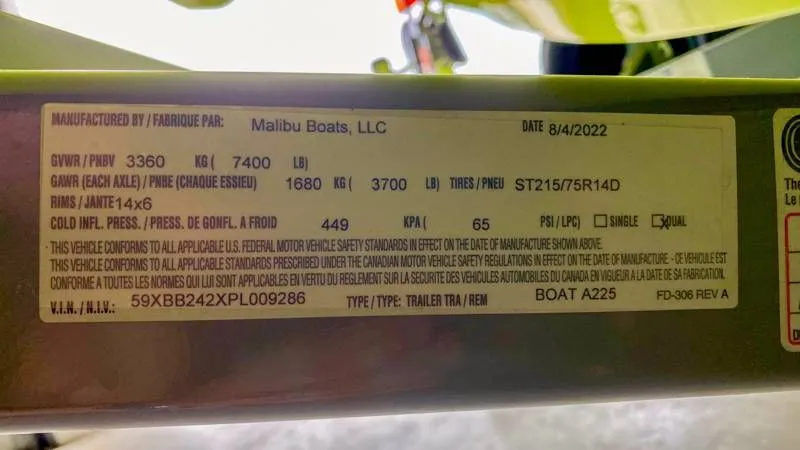 MANUFACTURED BY / FABRIQUE PAR: Malibu Boats, LLC DATE 8/4/2022
GVWR / PNBV 3360 KG ( 7400 LB)
GAWR (EACH AXLE) / PNBE (CHAQUE ESSIEU) 1680 KG ( 3700 LB) TIRES / PNEU ST215/75R14D
RIMS / JANTE 14x6
COLD INFL. PRESS. / PRESS. DE GONFL. A FROID 449 KPA ( 65 PSI / LPC) SINGLE DUAL
THIS VEHICLE CONFORMS TO ALL APPLICABLE U.S. FEDERAL MOTOR VEHICLE SAFETY STANDARDS IN EFFECT ON THE DATE OF MANUFACTURE SHOWN ABOVE.
THIS VEHICLE CONFORMS TO ALL APPLICABLE STANDARDS PRESCRIBED UNDER THE CANADIAN MOTOR VEHICLE SAFETY REGULATIONS IN EFFECT ON THE DATE OF MANUFACTURE. - CE VEHICULE EST
CONFORME A TOUTES LES NORMES QUI LUI SONT APPLICABLES EN VERTU DU REGLEMENT SUR LA SECURITE DES VEHICULES AUTOMOBILES DU CANADA EN VIGUEUR A LA DATE DE SA FABRICATION.
V.I.N. / N.I.V.: 59XBB242XPL009286 TYPE / TYPE: TRAILER TRA / REM BOAT A225 FD-306 REV A
The
Le